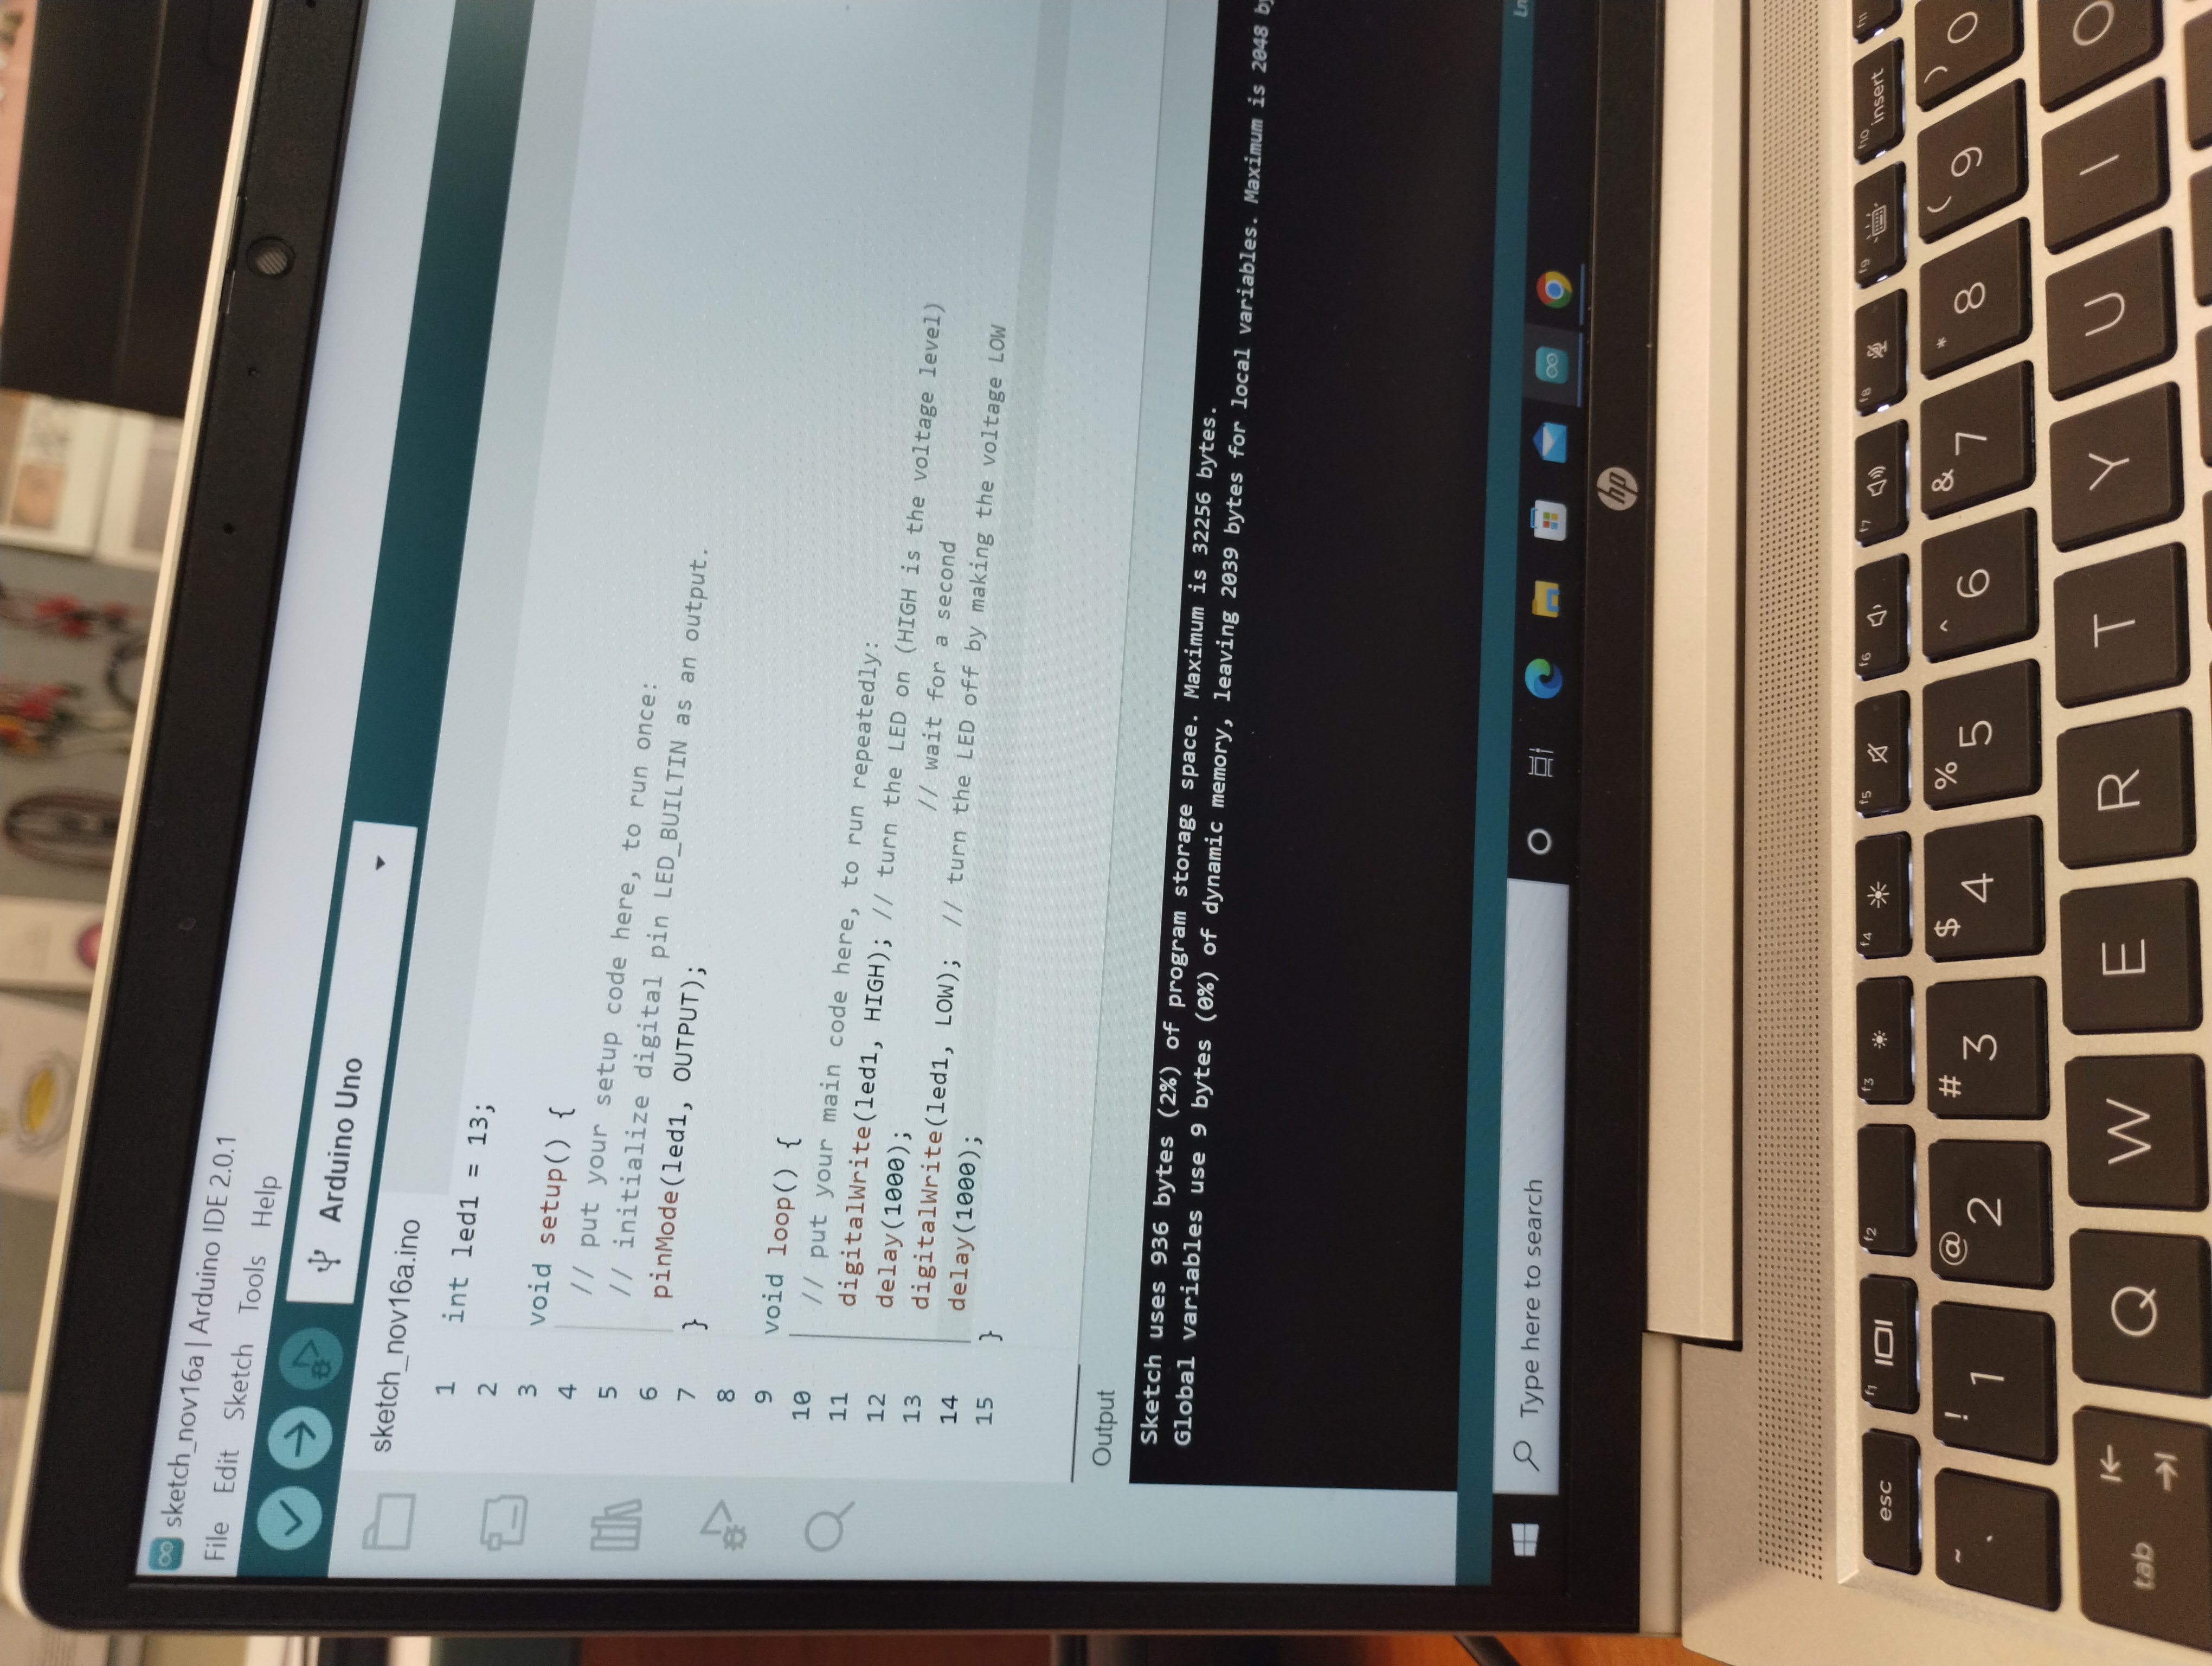 sketch_nov16a | Arduino IDE 2.0.1
File Edit Sketch Tools Help
Arduino Uno
sketch_nov16a.ino
1 int led1 = 13;
2
3 void setup() {
4 // put your setup code here, to run once:
5 // initialize digital pin LED_BUILTIN as an output.
6 pinMode(led1, OUTPUT);
7 }
8
9 void loop() {
10 // put your main code here, to run repeatedly:
11 digitalWrite(led1, HIGH); // turn the LED on (HIGH is the voltage level)
12 delay(1000); // wait for a second
13 digitalWrite(led1, LOW); // turn the LED off by making the voltage LOW
14 delay(1000);
15 }
Output
Sketch uses 936 bytes (2%) of program storage space. Maximum is 32256 bytes.
Global variables use 9 bytes (0%) of dynamic memory, leaving 2039 bytes for local variables. Maximum is 2048 by
Ln
Type here to search
hp
esc f1 f2 f3 f4 f5 f6 f7 f8 f9 f10 insert f11
~ ` ! 1 @ 2 # 3 $ 4 % 5 ^ 6 & 7 * 8 ( 9 ) 0
tab Q W E R T Y U I O